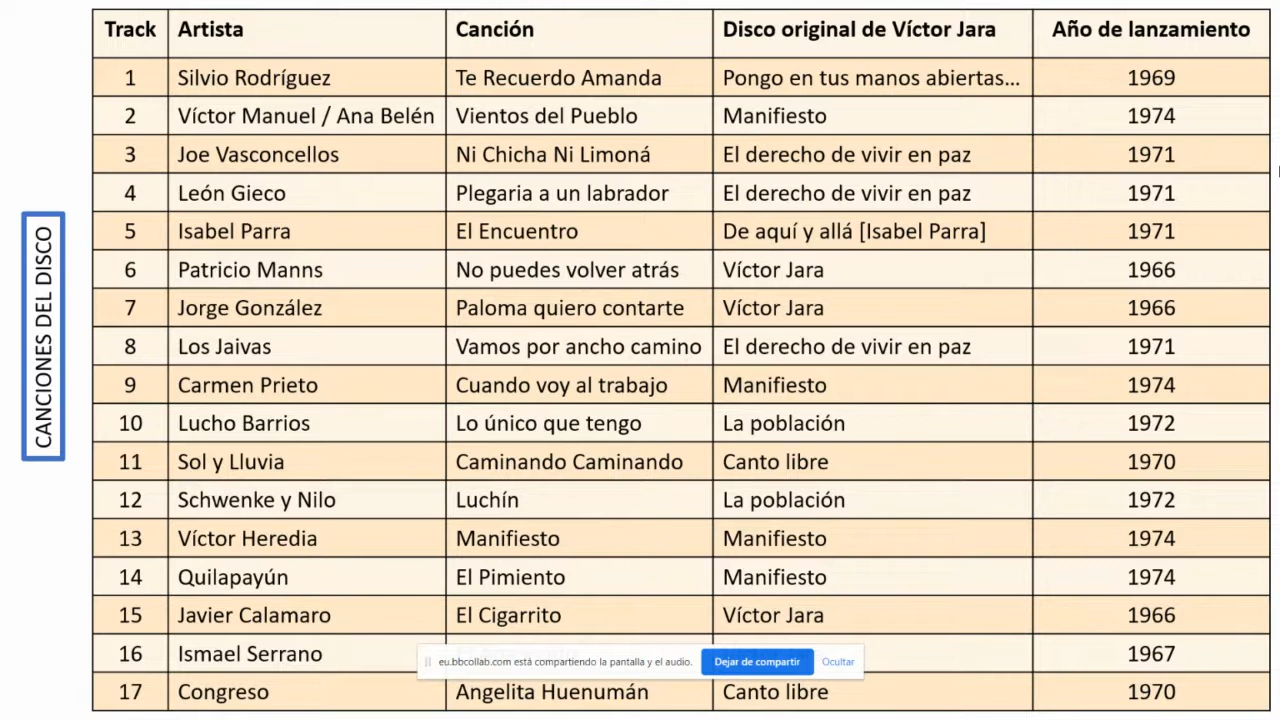 Track Artista Canción Disco original de Víctor Jara Año de lanzamiento
1 Silvio Rodríguez Te Recuerdo Amanda Pongo en tus manos abiertas… 1969
2 Víctor Manuel / Ana Belén Vientos del Pueblo Manifiesto 1974
3 Joe Vasconcellos Ni Chicha Ni Limoná El derecho de vivir en paz 1971
4 León Gieco Plegaria a un labrador El derecho de vivir en paz 1971
5 Isabel Parra El Encuentro De aquí y allá [Isabel Parra] 1971
6 Patricio Manns No puedes volver atrás Víctor Jara 1966
7 Jorge González Paloma quiero contarte Víctor Jara 1966
8 Los Jaivas Vamos por ancho camino El derecho de vivir en paz 1971
9 Carmen Prieto Cuando voy al trabajo Manifiesto 1974
10 Lucho Barrios Lo único que tengo La población 1972
11 Sol y Lluvia Caminando Caminando Canto libre 1970
12 Schwenke y Nilo Luchín La población 1972
13 Víctor Heredia Manifiesto Manifiesto 1974
14 Quilapayún El Pimiento Manifiesto 1974
15 Javier Calamaro El Cigarrito Víctor Jara 1966
16 Ismael Serrano 1967
eu.bbcollab.com está compartiendo la pantalla y el audio. Dejar de compartir Ocultar
17 Congreso Angelita Huenumán Canto libre 1970
CANCIONES DEL DISCO